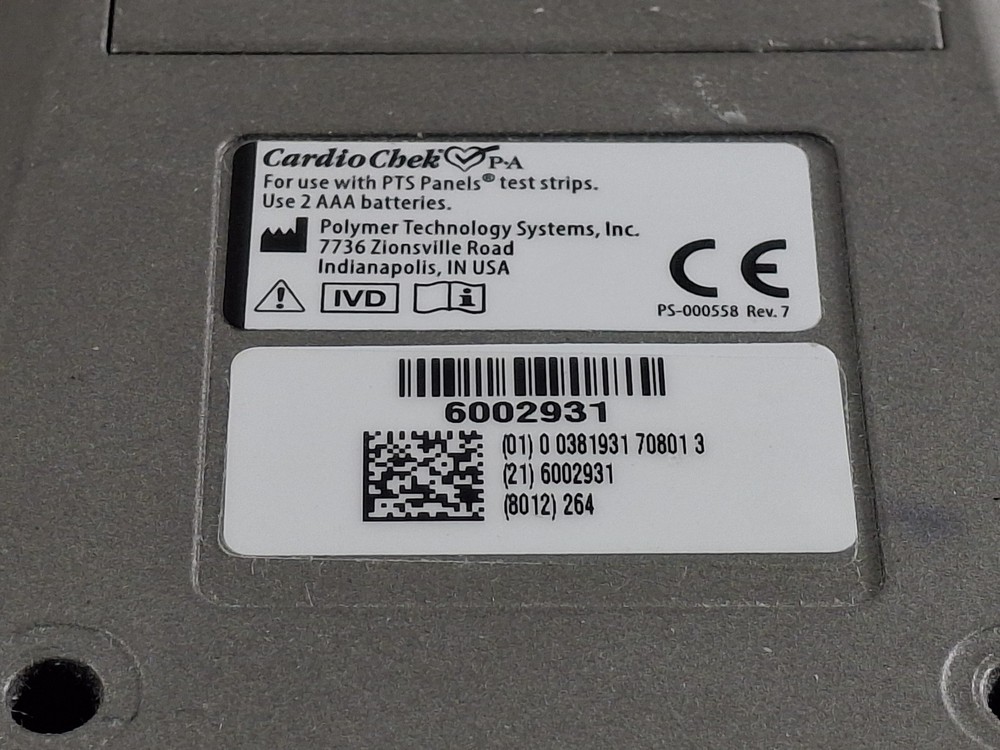 CardioChek P·A
For use with PTS Panels® test strips.
Use 2 AAA batteries.
Polymer Technology Systems, Inc.
7736 Zionsville Road
Indianapolis, IN USA
IVD
CE
PS-000558 Rev. 7
6002931
(01) 0 0381931 70801 3
(21) 6002931
(8012) 264